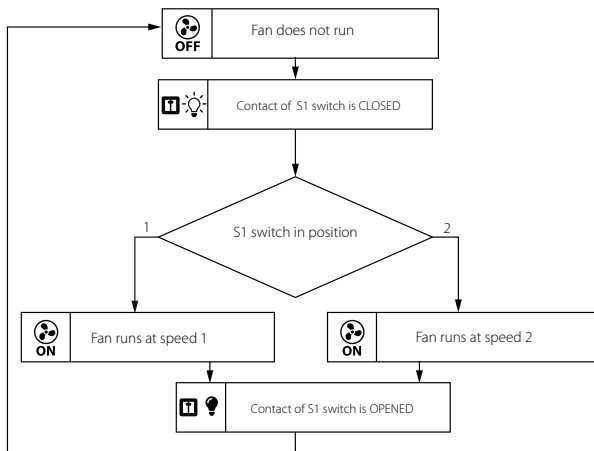 OFF
Fan does not run
Contact of S1 switch is CLOSED
1
S1 switch in position
2
ON
Fan runs at speed 1
ON
Fan runs at speed 2
Contact of S1 switch is OPENED